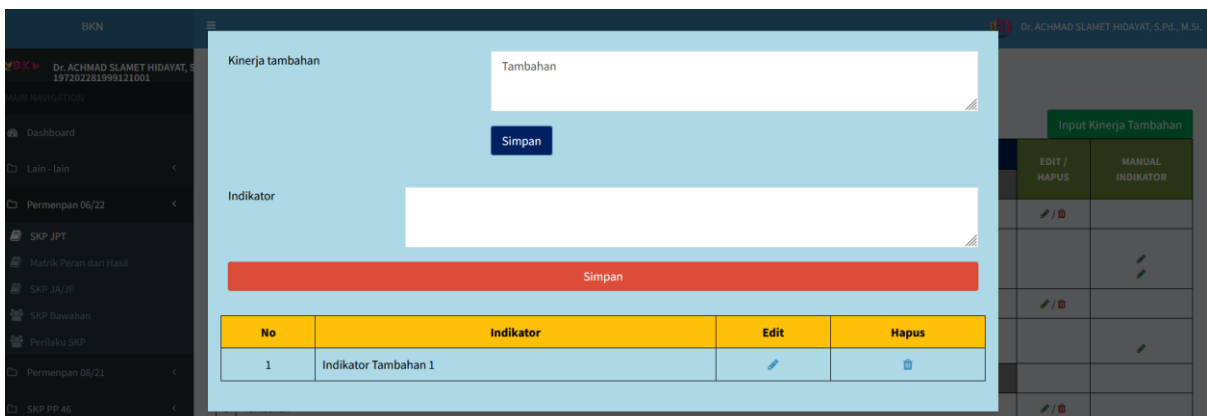 BKN
Dr. ACHMAD SLAMET HIDAYAT, S.Pd., M.Si.
Dr. ACHMAD SLAMET HIDAYAT, S
197202281999121001
MAIN NAVIGATION
Dashboard
Lain - lain
Permenpan 06/22
SKP JPT
Matrik Peran dan Hasil
SKP JA/JF
SKP Bawahan
Perilaku SKP
Permenpan 08/21
SKP PP 46
Kinerja tambahan
Tambahan
Simpan
Indikator
Simpan
No Indikator Edit Hapus
1 Indikator Tambahan 1
Input Kinerja Tambahan
EDIT / HAPUS
MANUAL INDIKATOR
/
/
/